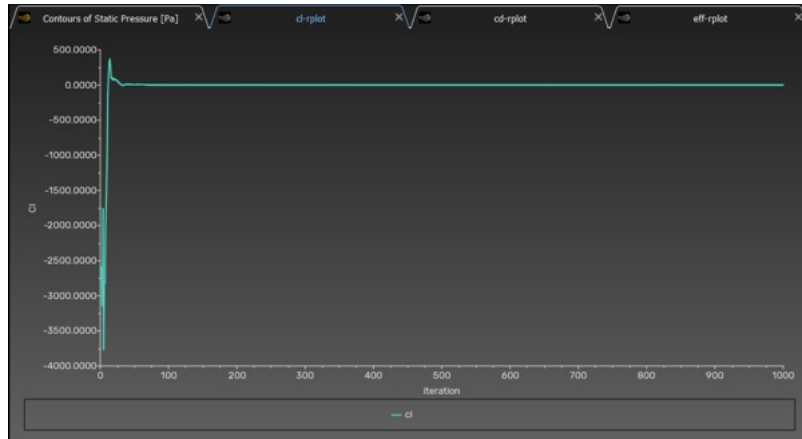 Contours of Static Pressure [Pa]
cl-rplot
cd-rplot
eff-rplot
500.0000
0.0000
-500.0000
-1000.0000
-1500.0000
-2000.0000
-2500.0000
-3000.0000
-3500.0000
-4000.0000
Cl
0 100 200 300 400 500 600 700 800 900 1000
iteration
cl